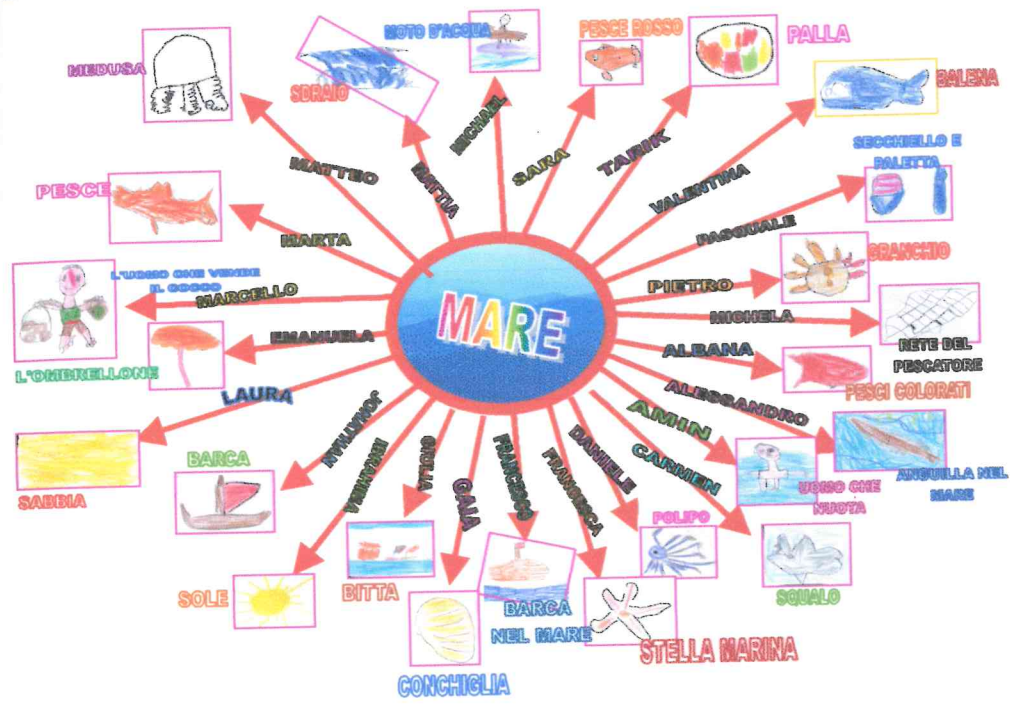 MOTO D'ACQUA
PESCE ROSSO
PALLA
MEDUSA
SDRAIO
BALENA
MICHAEL
SARA
TARIK
SECCHIELLO E
PALETTA
MATTEO
MATTIA
VALENTINA
PESCE
PASQUALE
MARTA
GRANCHIO
L'UOMO CHE VENDE
IL COCCO
MARCELLO
PIETRO
MARE
MICHELA
EMANUELA
ALBANA
RETE DEL
PESCATORE
L'OMBRELLONE
LAURA
ALESSANDRO
PESCI COLORATI
JONATHAN
AMIN
BARCA
GIULIA
GAIA
FRANCESCO
FRANCESCA
DANIELE
CARMEN
ANGUILLA NEL
MARE
UOMO CHE
NUOTA
SABBIA
POLIPO
SOLE
BITTA
BARCA
NEL MARE
SQUALO
STELLA MARINA
CONCHIGLIA